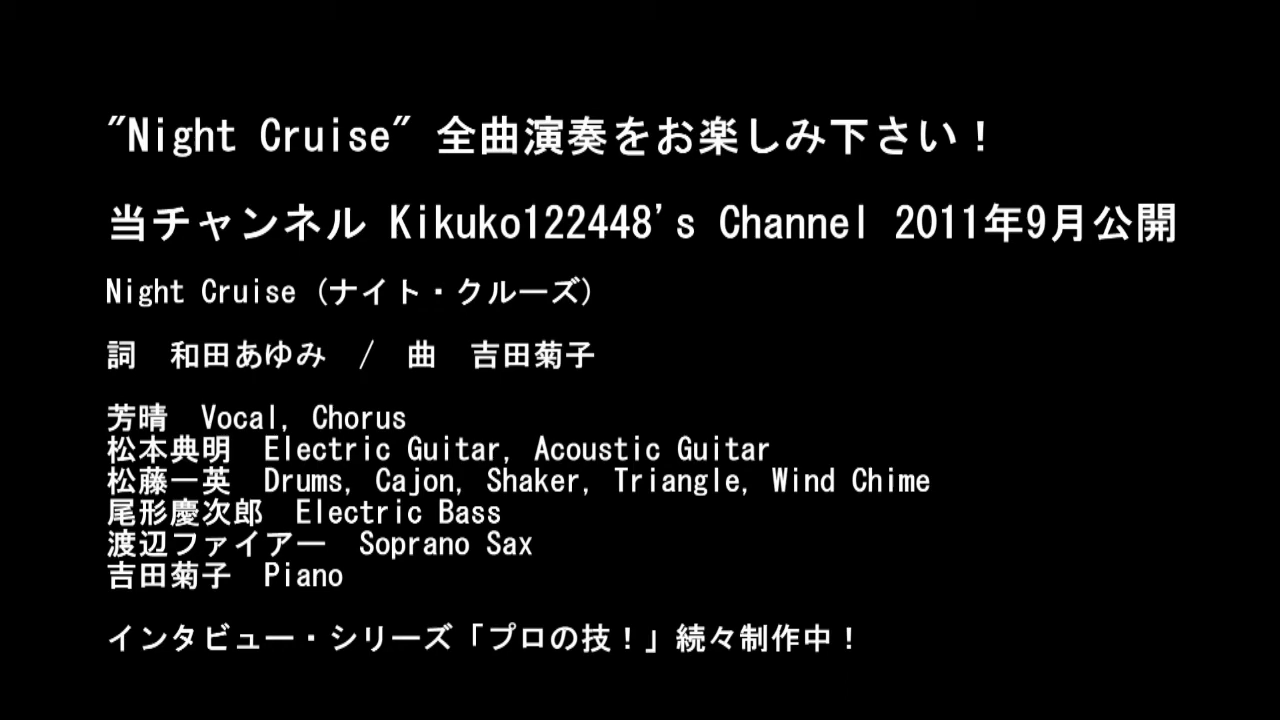 "Night Cruise" 全曲演奏をお楽しみ下さい！
当チャンネル Kikuko122448's Channel 2011年9月公開
Night Cruise (ナイト・クルーズ)
詞　和田あゆみ　/　曲　吉田菊子
芳晴　Vocal, Chorus
松本典明　Electric Guitar, Acoustic Guitar
松藤一英　Drums, Cajon, Shaker, Triangle, Wind Chime
尾形慶次郎　Electric Bass
渡辺ファイアー　Soprano Sax
吉田菊子　Piano
インタビュー・シリーズ「プロの技！」続々制作中！